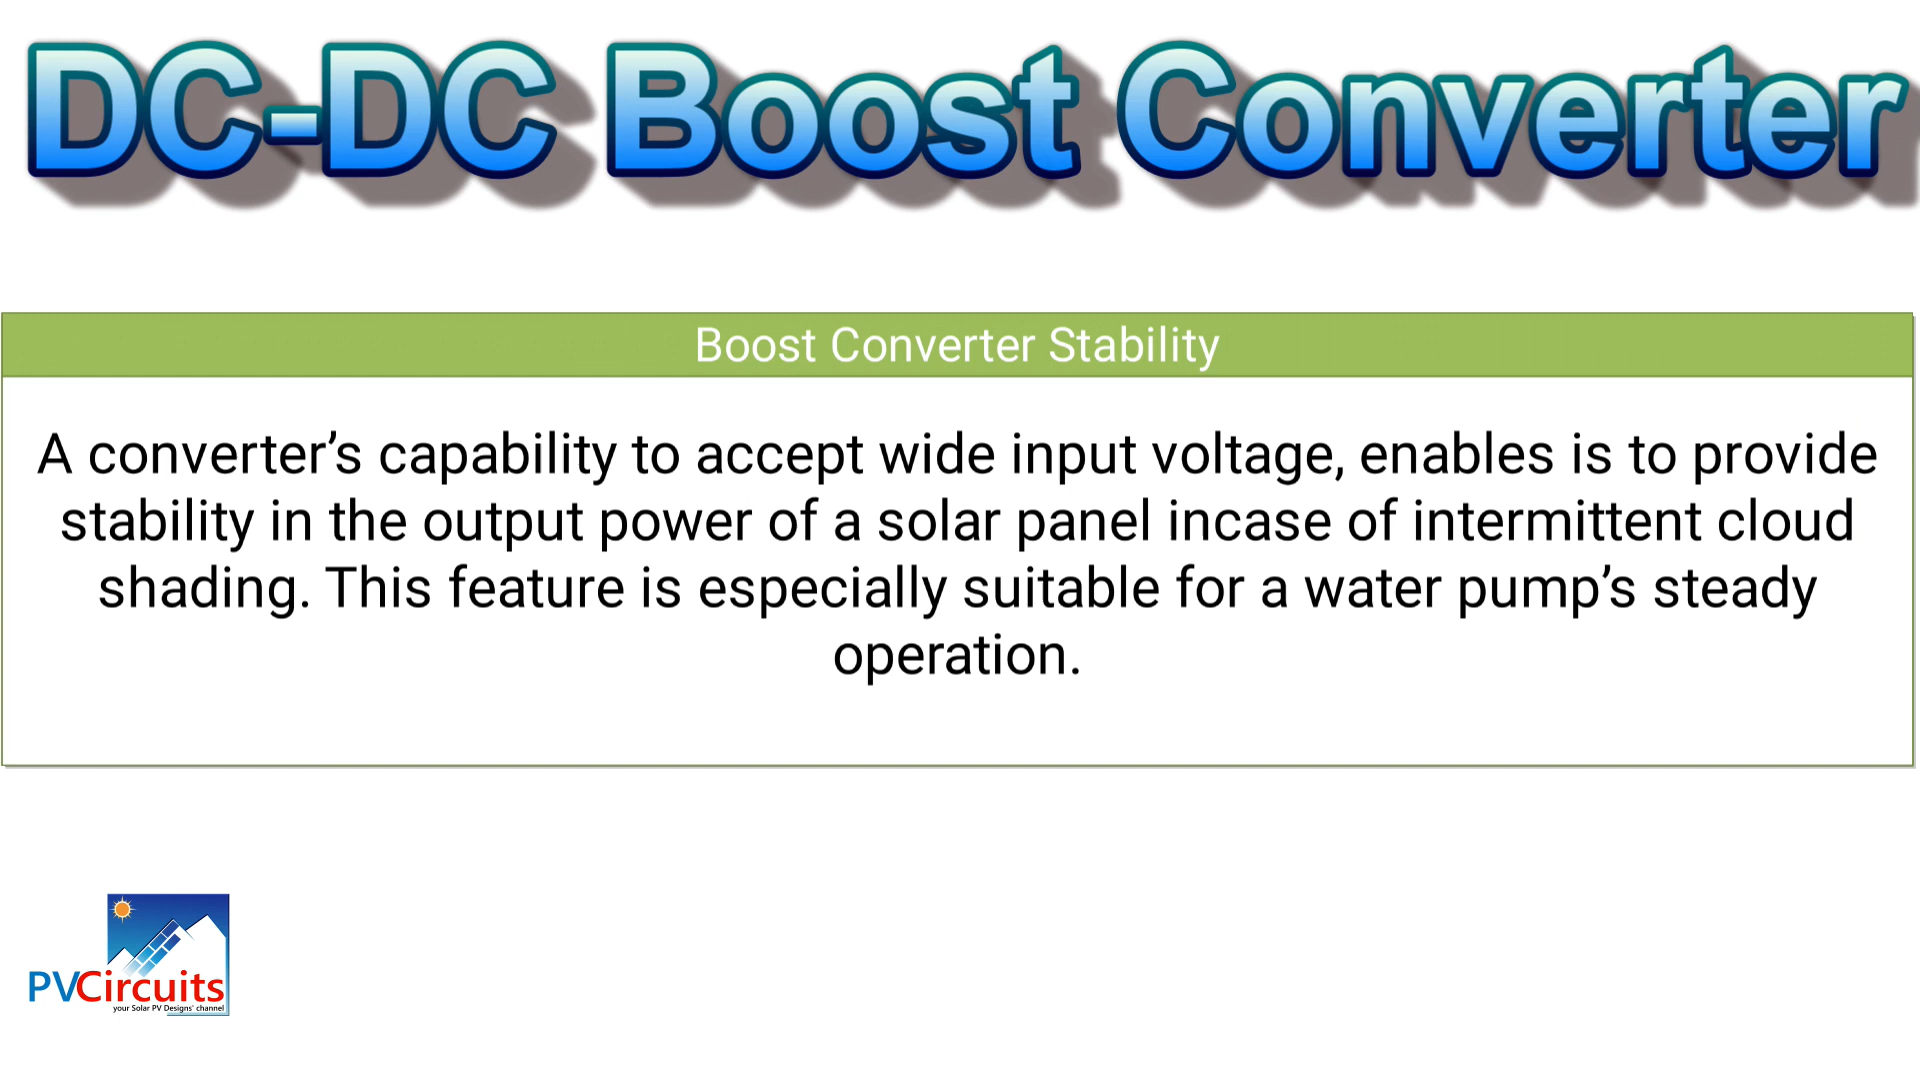 DC-DC Boost Converter
Boost Converter Stability
A converter’s capability to accept wide input voltage, enables is to provide
stability in the output power of a solar panel incase of intermittent cloud
shading. This feature is especially suitable for a water pump’s steady
operation.
PVCircuits
your Solar PV Designs' channel